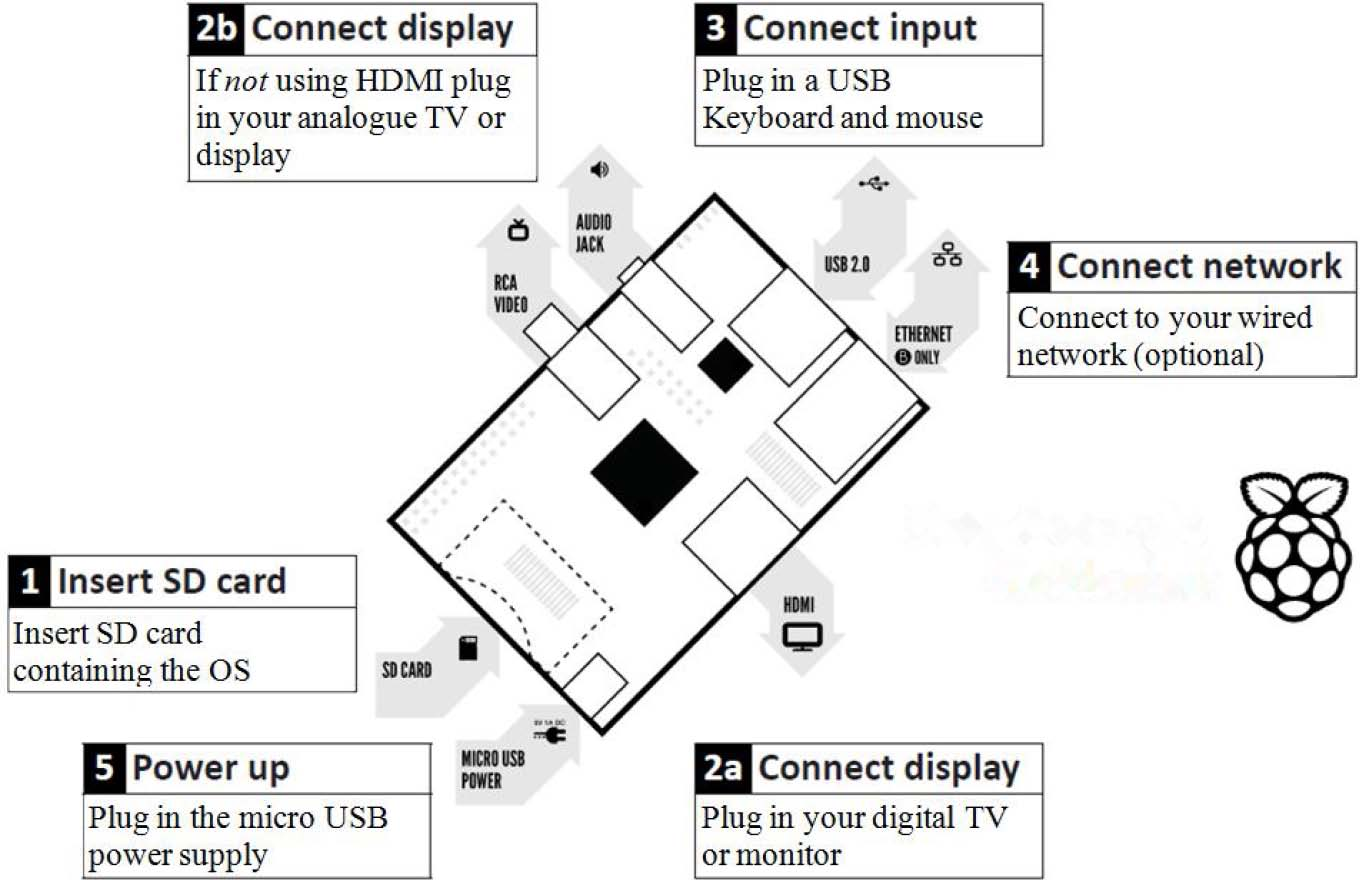 2b Connect display
If not using HDMI plug
in your analogue TV or
display
3 Connect input
Plug in a USB
Keyboard and mouse
AUDIO
JACK
RCA
VIDEO
USB 2.0
ETHERNET
B ONLY
4 Connect network
Connect to your wired
network (optional)
1 Insert SD card
Insert SD card
containing the OS
SD CARD
HDMI
5V 1A DC
MICRO USB
POWER
5 Power up
Plug in the micro USB
power supply
2a Connect display
Plug in your digital TV
or monitor